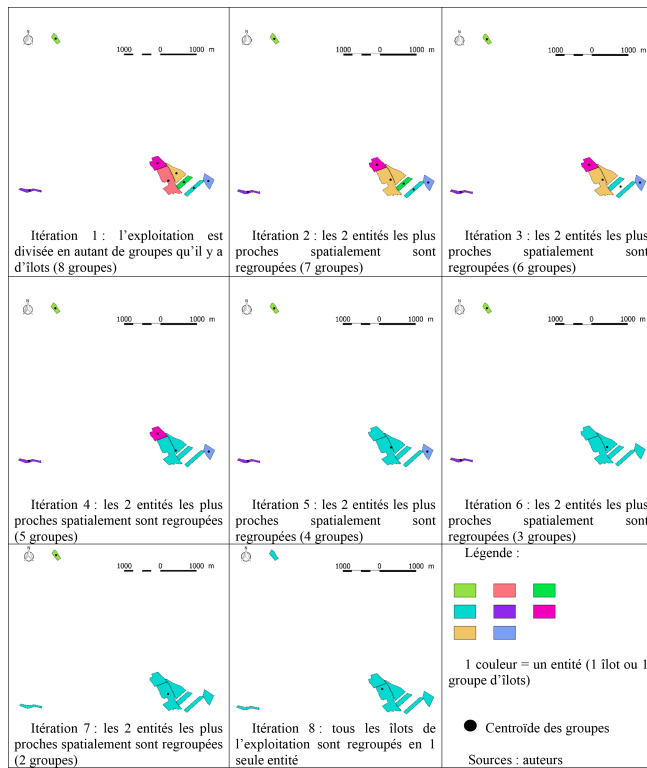 N
1000 0 1000 m
Itération 1 : l'exploitation est
divisée en autant de groupes qu'il y a
d'îlots (8 groupes)
N
1000 0 1000 m
Itération 2 : les 2 entités les plus
proches spatialement sont
regroupées (7 groupes)
N
1000 0 1000 m
Itération 3 : les 2 entités les plus
proches spatialement sont
regroupées (6 groupes)
N
1000 0 1000 m
Itération 4 : les 2 entités les plus
proches spatialement sont regroupées
(5 groupes)
N
1000 0 1000 m
Itération 5 : les 2 entités les plus
proches spatialement sont
regroupées (4 groupes)
N
1000 0 1000 m
Itération 6 : les 2 entités les plus
proches spatialement sont
regroupées (3 groupes)
N
1000 0 1000 m
Itération 7 : les 2 entités les plus
proches spatialement sont regroupées
(2 groupes)
N
1000 0 1000 m
Itération 8 : tous les îlots de
l'exploitation sont regroupés en 1
seule entité
Légende :
1 couleur = un entité (1 îlot ou 1
groupe d'îlots)
Centroïde des groupes
Sources : auteurs